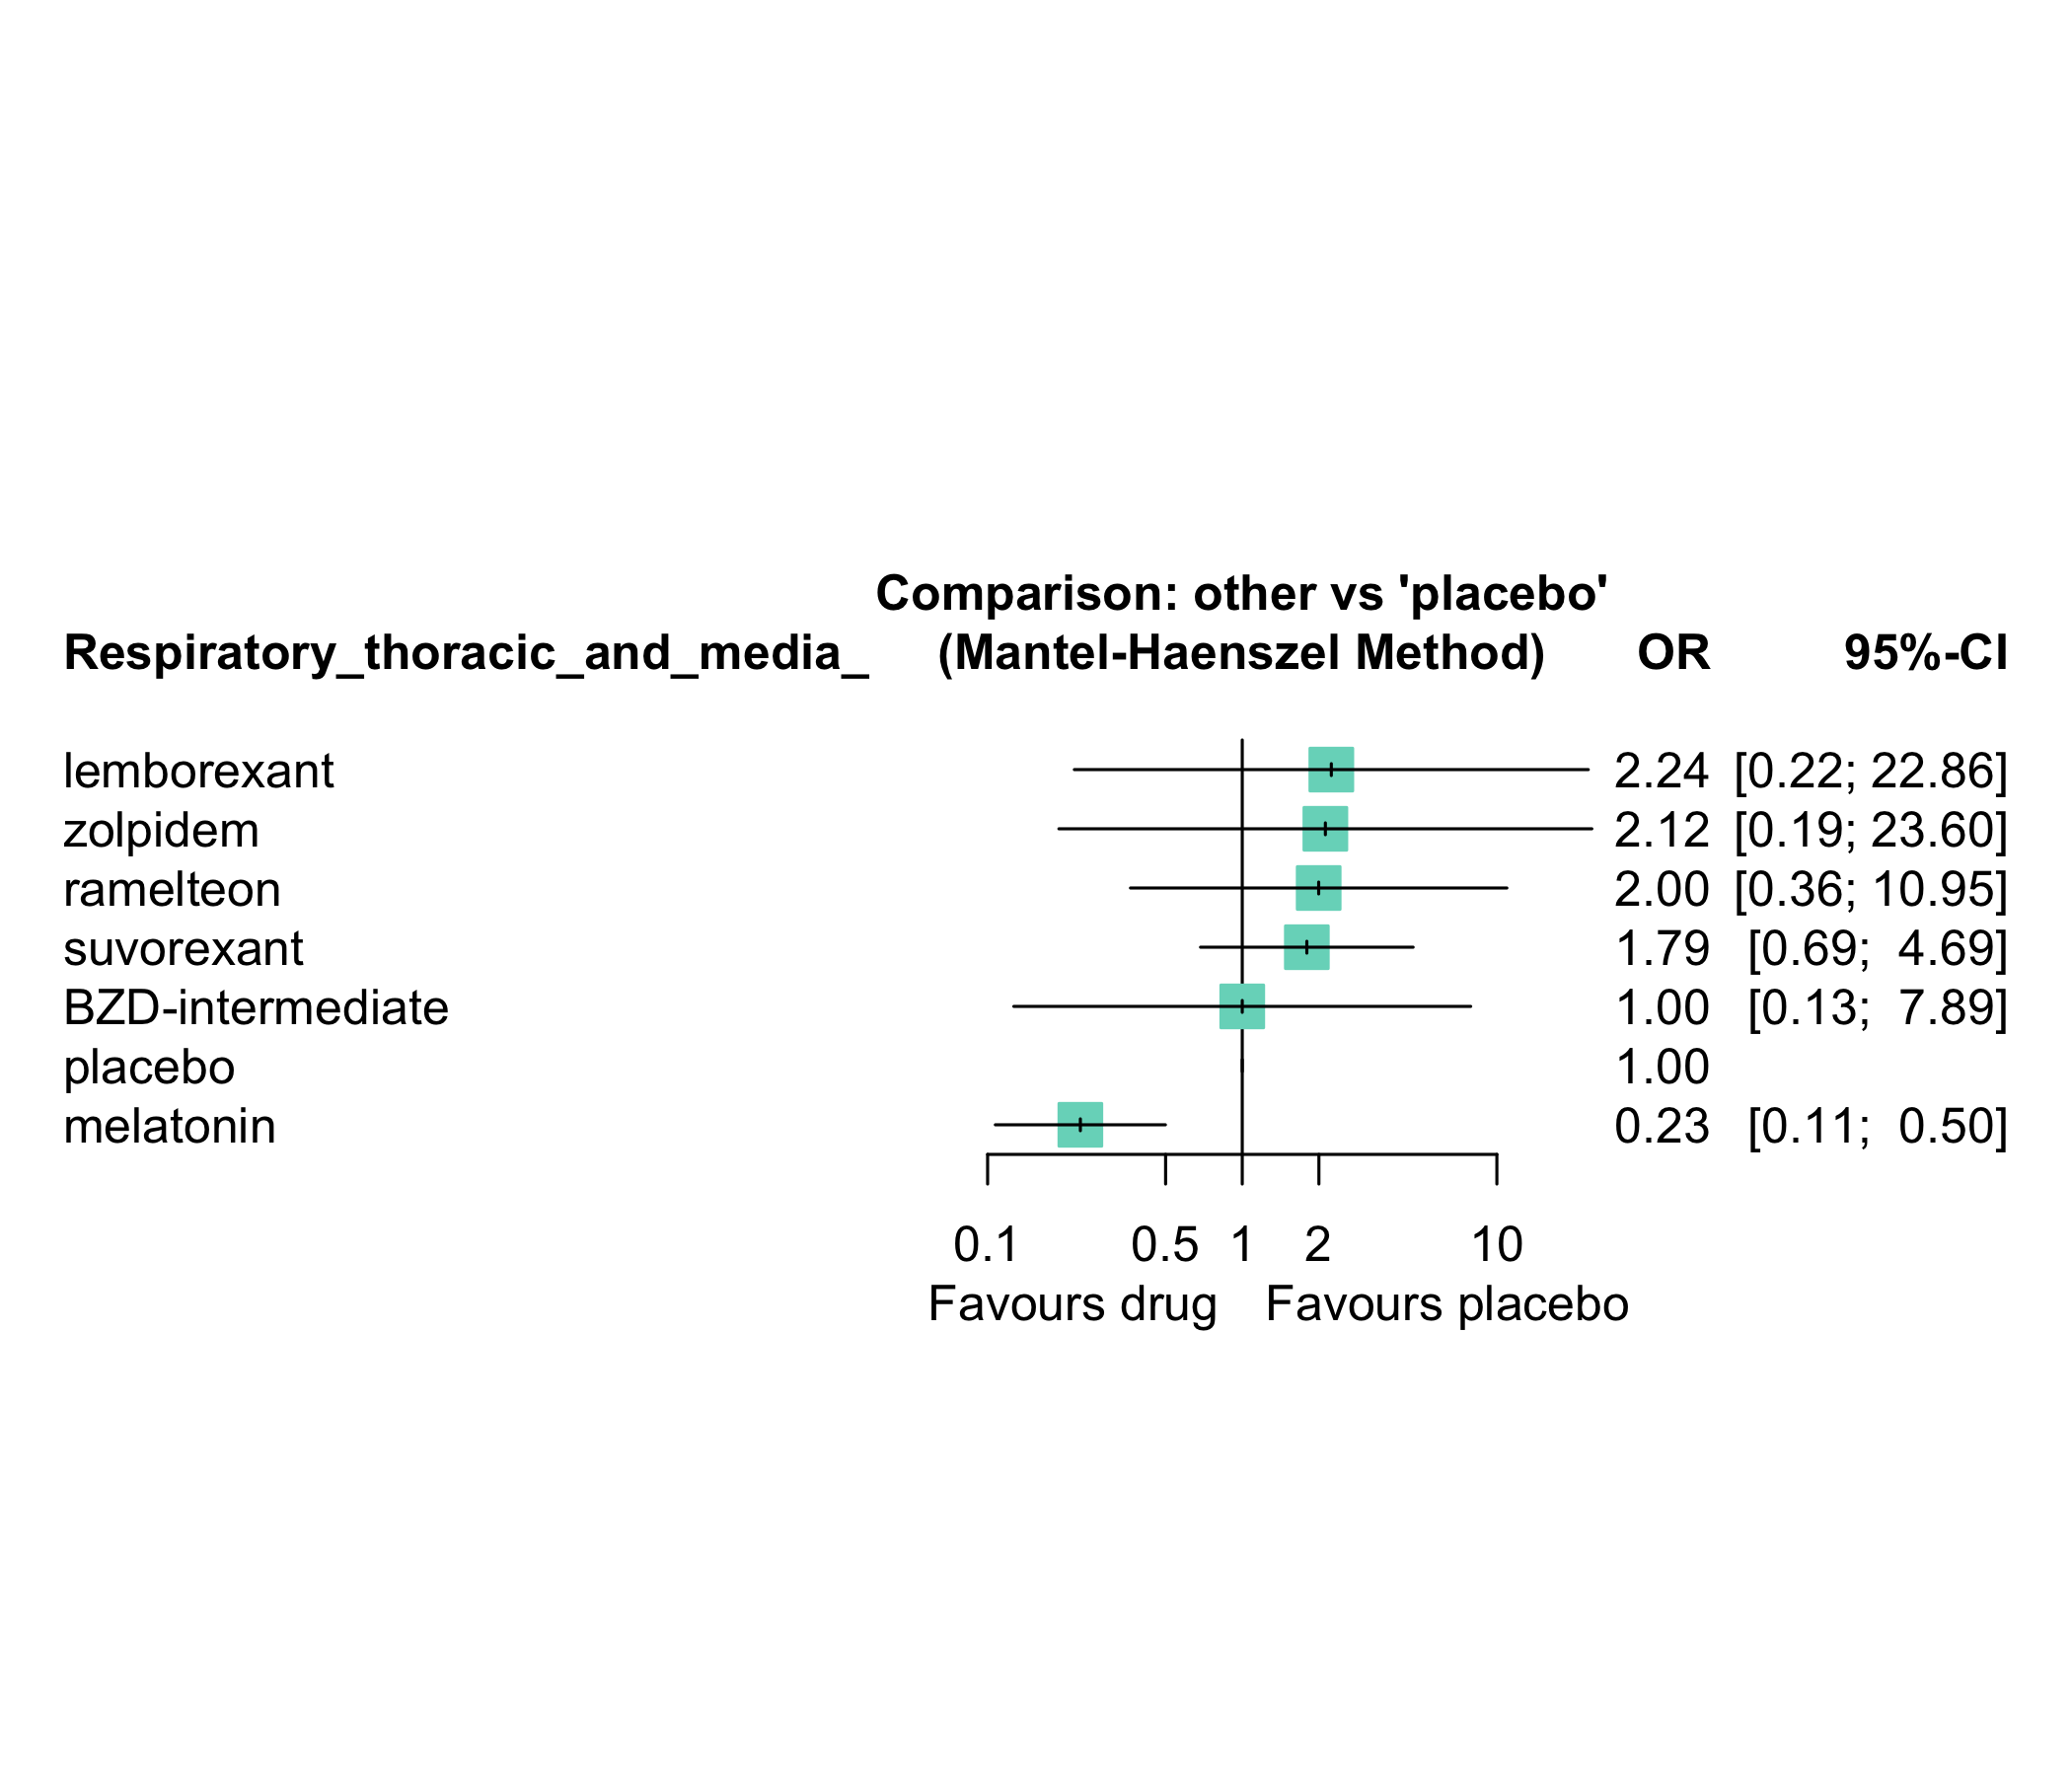 Comparison: other vs 'placebo'
Respiratory_thoracic_and_media_ (Mantel-Haenszel Method) OR 95%-CI
lemborexant 2.24 [0.22; 22.86]
zolpidem 2.12 [0.19; 23.60]
ramelteon 2.00 [0.36; 10.95]
suvorexant 1.79 [0.69; 4.69]
BZD-intermediate 1.00 [0.13; 7.89]
placebo 1.00
melatonin 0.23 [0.11; 0.50]
0.1 0.5 1 2 10
Favours drug Favours placebo